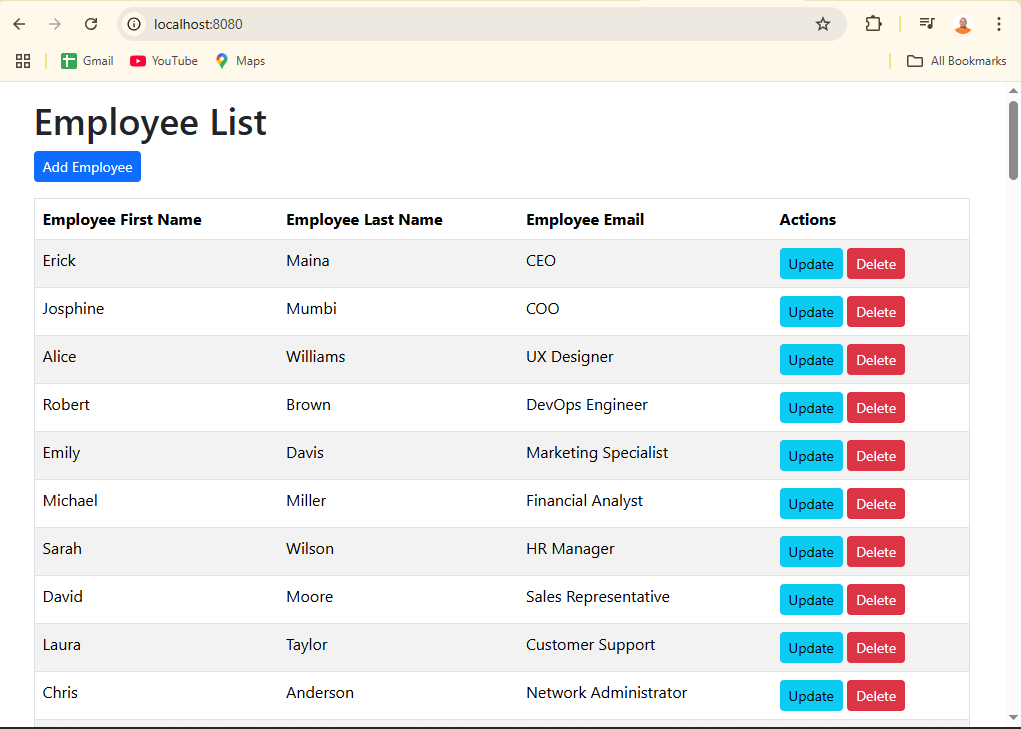 localhost:8080
Gmail YouTube Maps All Bookmarks
Employee List
Add Employee
Employee First Name Employee Last Name Employee Email Actions
Erick Maina CEO Update Delete
Josphine Mumbi COO Update Delete
Alice Williams UX Designer Update Delete
Robert Brown DevOps Engineer Update Delete
Emily Davis Marketing Specialist Update Delete
Michael Miller Financial Analyst Update Delete
Sarah Wilson HR Manager Update Delete
David Moore Sales Representative Update Delete
Laura Taylor Customer Support Update Delete
Chris Anderson Network Administrator Update Delete